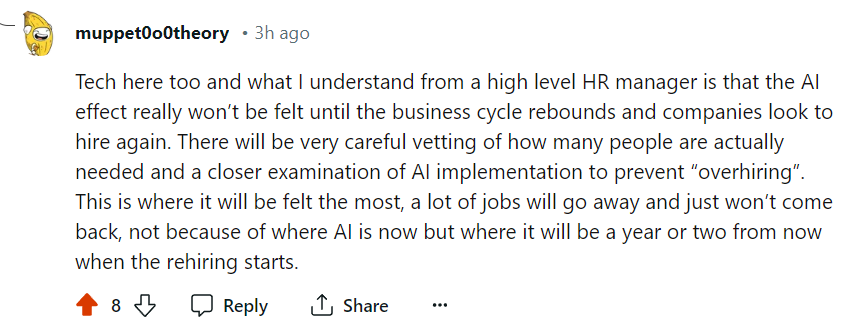 muppet0o0theory • 3h ago
Tech here too and what I understand from a high level HR manager is that the AI
effect really won’t be felt until the business cycle rebounds and companies look to
hire again. There will be very careful vetting of how many people are actually
needed and a closer examination of AI implementation to prevent “overhiring”.
This is where it will be felt the most, a lot of jobs will go away and just won’t come
back, not because of where AI is now but where it will be a year or two from now
when the rehiring starts.
8 Reply Share ...